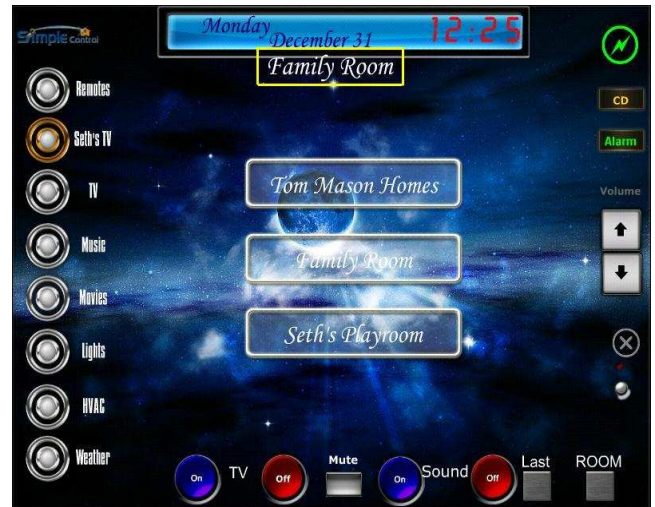 Simple Control
Monday
December 31
12:25
Family Room
Remotes
Seth's TV
TV
Music
Movies
Lights
HVAC
Weather
Tom Mason Homes
Family Room
Seth's Playroom
CD
Alarm
Volume
On
TV
Off
Mute
On
Sound
Off
Last
ROOM